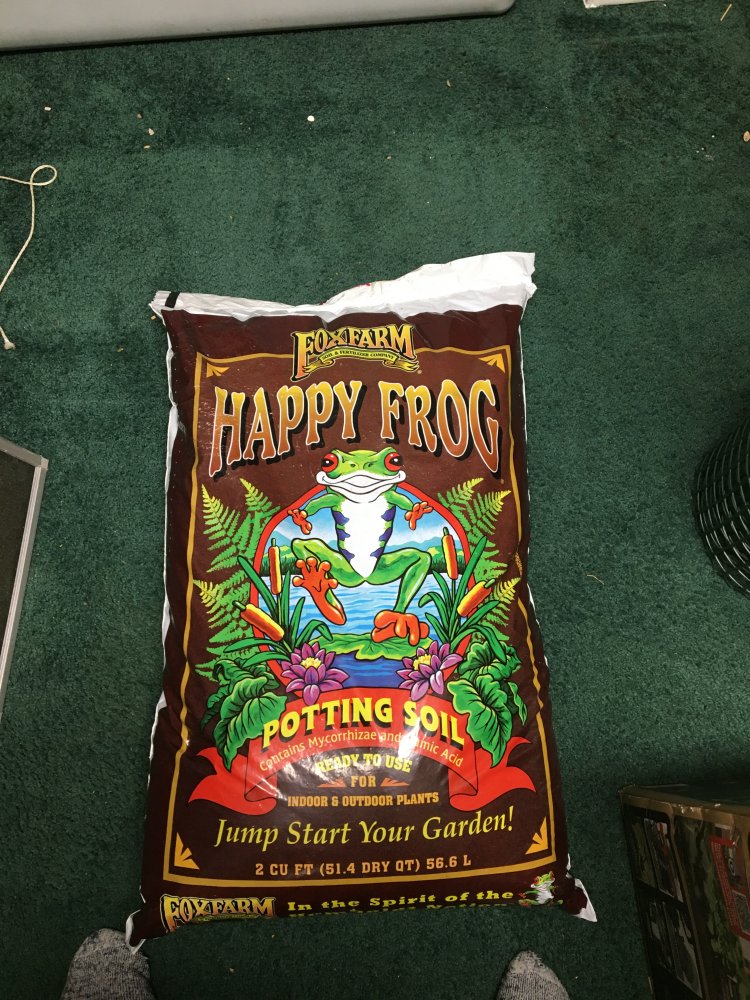 FOXFARM
SOIL & FERTILIZER COMPANY
HAPPY FROG
POTTING SOIL
Contains Mycorrhizae and Humic Acid
READY TO USE
FOR
INDOOR & OUTDOOR PLANTS
Jump Start Your Garden!
2 CU FT (51.4 DRY QT) 56.6 L
FOXFARM
In the Spirit of the